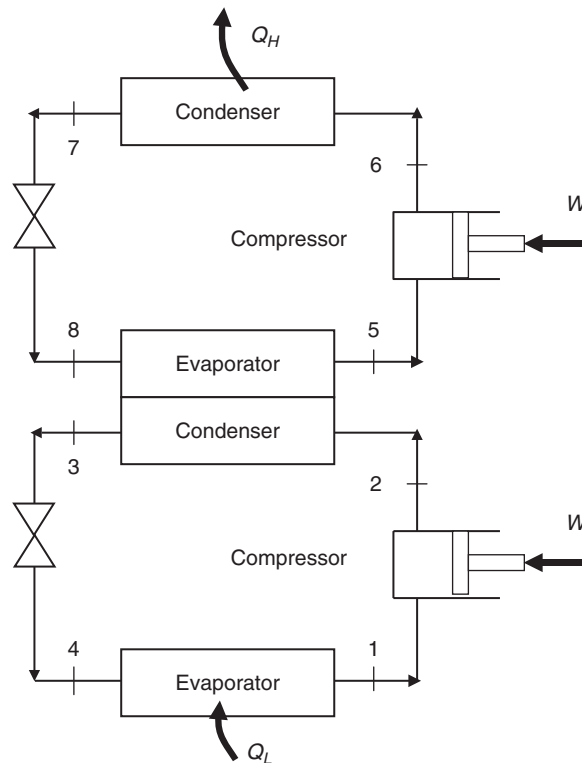 Q_H
Condenser
7
6
W
Compressor
8
5
Evaporator
Condenser
3
2
W
Compressor
4
1
Evaporator
Q_L